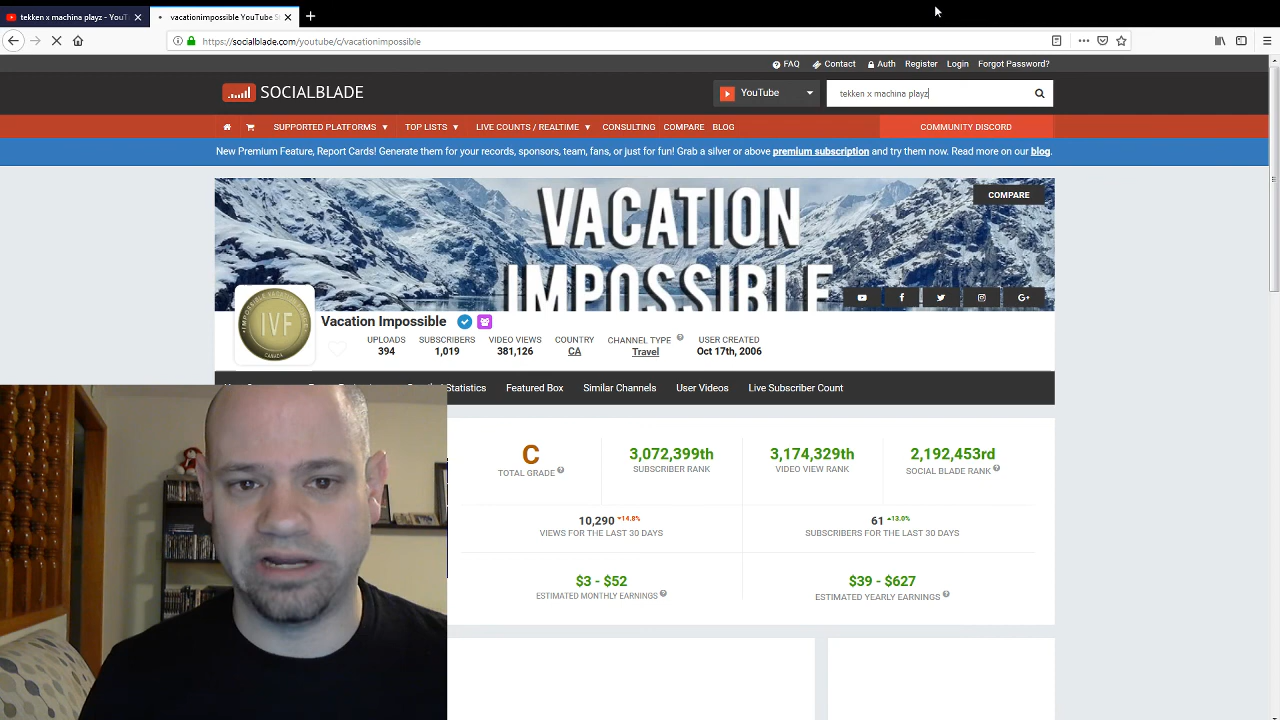 tekken x machina playz - YouT
vacationimpossible YouTube S
https://socialblade.com/youtube/c/vacationimpossible
FAQ Contact Auth Register Login Forgot Password?
SOCIALBLADE
YouTube
tekken x machina playz
SUPPORTED PLATFORMS TOP LISTS LIVE COUNTS / REALTIME CONSULTING COMPARE BLOG COMMUNITY DISCORD
New Premium Feature, Report Cards! Generate them for your records, sponsors, team, fans, or just for fun! Grab a silver or above premium subscription and try them now. Read more on our blog.
VACATION
IMPOSSIBLE
COMPARE
IVF
CANADA
Vacation Impossible
UPLOADS SUBSCRIBERS VIDEO VIEWS COUNTRY CHANNEL TYPE USER CREATED
394 1,019 381,126 CA Travel Oct 17th, 2006
Statistics Featured Box Similar Channels User Videos Live Subscriber Count
C 3,072,399th 3,174,329th 2,192,453rd
TOTAL GRADE SUBSCRIBER RANK VIDEO VIEW RANK SOCIAL BLADE RANK
10,290 14.8% 61 13.0%
VIEWS FOR THE LAST 30 DAYS SUBSCRIBERS FOR THE LAST 30 DAYS
$3 - $52 $39 - $627
ESTIMATED MONTHLY EARNINGS ESTIMATED YEARLY EARNINGS